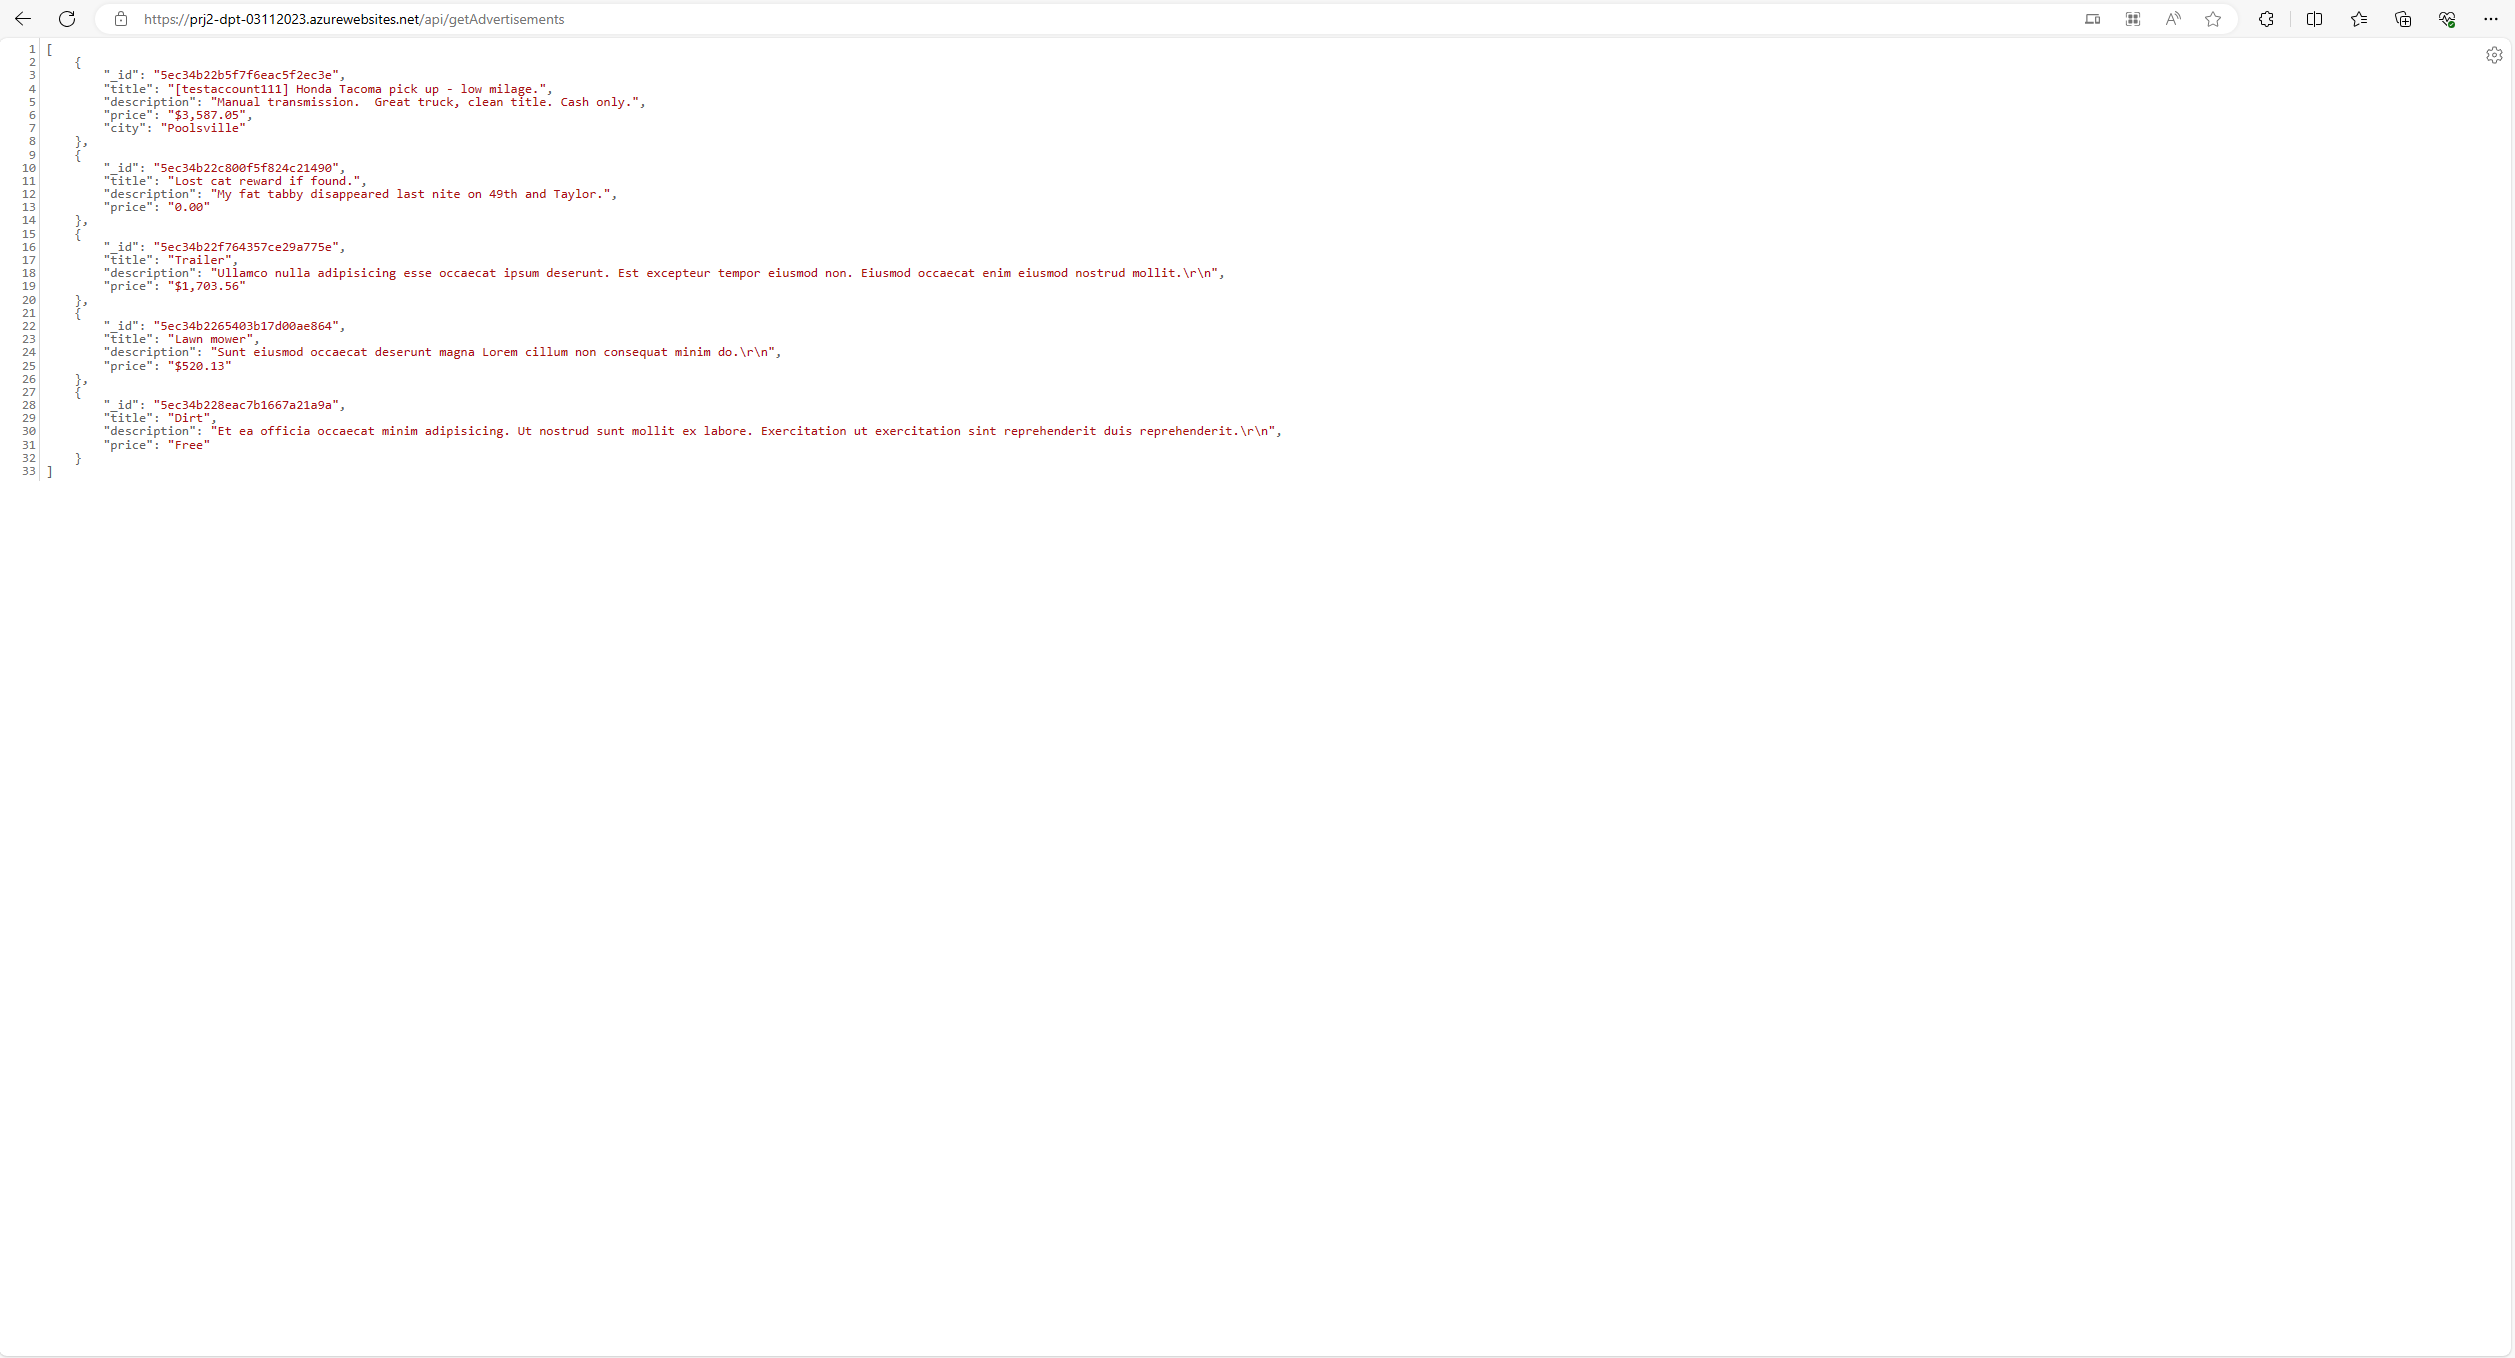 https://prj2-dpt-03112023.azurewebsites.net/api/getAdvertisements
1 [
2     {
3         "_id": "5ec34b22b5f7f6eac5f2ec3e",
4         "title": "[testaccount111] Honda Tacoma pick up - low milage.",
5         "description": "Manual transmission.  Great truck, clean title. Cash only.",
6         "price": "$3,587.05",
7         "city": "Poolsville"
8     },
9     {
10         "_id": "5ec34b22c800f5f824c21490",
11         "title": "Lost cat reward if found.",
12         "description": "My fat tabby disappeared last nite on 49th and Taylor.",
13         "price": "0.00"
14     },
15     {
16         "_id": "5ec34b22f764357ce29a775e",
17         "title": "Trailer",
18         "description": "Ullamco nulla adipisicing esse occaecat ipsum deserunt. Est excepteur tempor eiusmod non. Eiusmod occaecat enim eiusmod nostrud mollit.\r\n",
19         "price": "$1,703.56"
20     },
21     {
22         "_id": "5ec34b2265403b17d00ae864",
23         "title": "Lawn mower",
24         "description": "Sunt eiusmod occaecat deserunt magna Lorem cillum non consequat minim do.\r\n",
25         "price": "$520.13"
26     },
27     {
28         "_id": "5ec34b228eac7b1667a21a9a",
29         "title": "Dirt",
30         "description": "Et ea officia occaecat minim adipisicing. Ut nostrud sunt mollit ex labore. Exercitation ut exercitation sint reprehenderit duis reprehenderit.\r\n",
31         "price": "Free"
32     }
33 ]